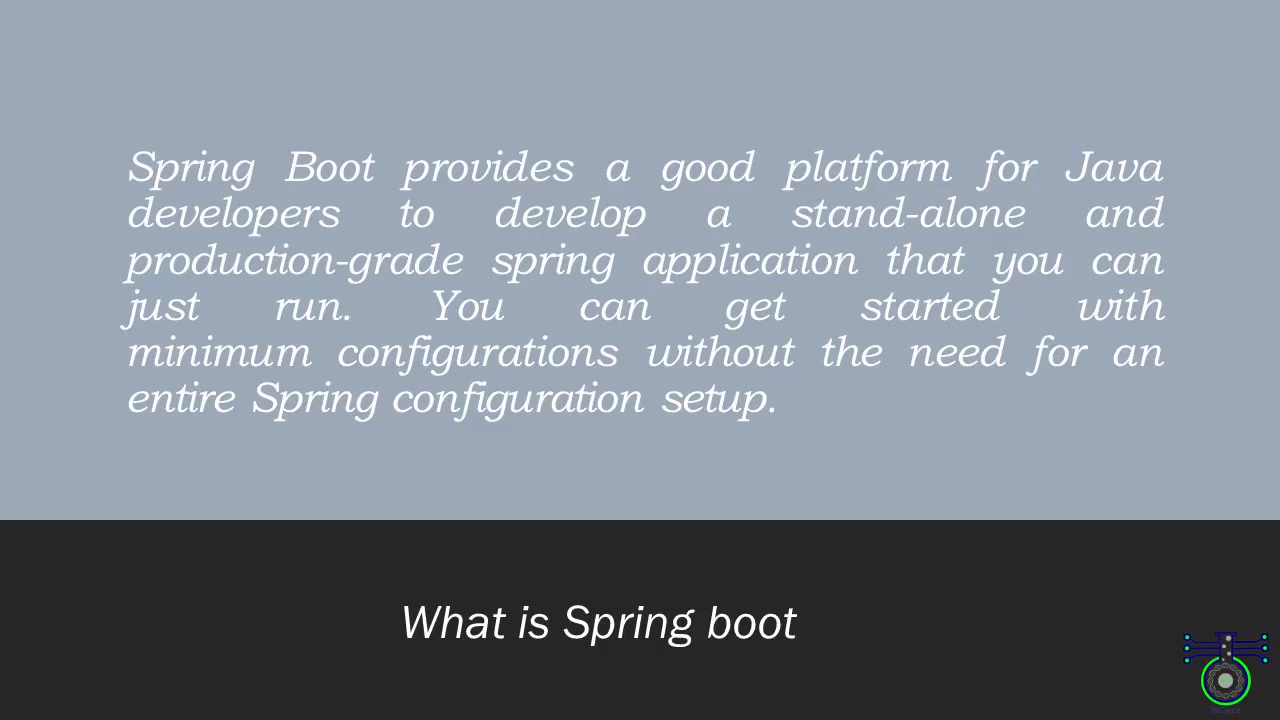 Spring Boot provides a good platform for Java
developers to develop a stand-alone and
production-grade spring application that you can
just run. You can get started with
minimum configurations without the need for an
entire Spring configuration setup.
What is Spring boot